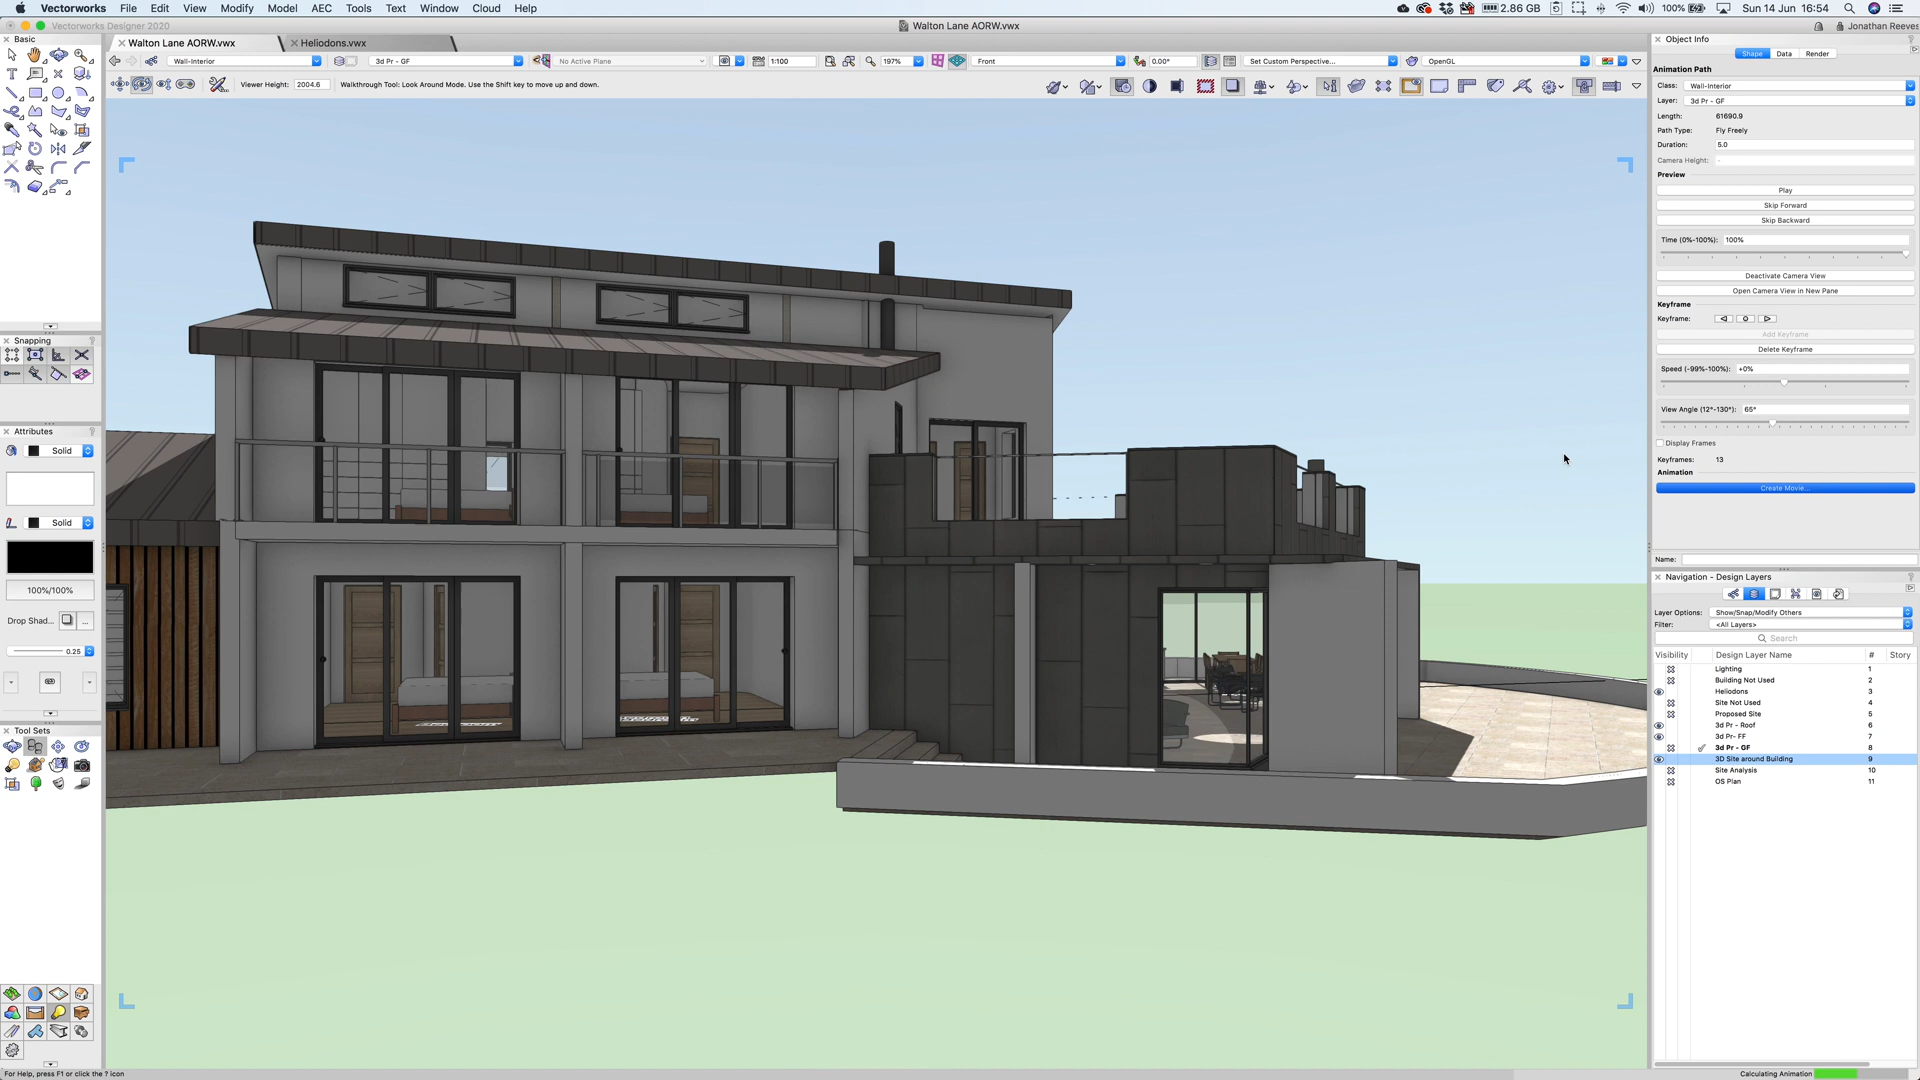 Vectorworks File Edit View Modify Model AEC Tools Text Window Cloud Help 2.86 GB 100% Sun 14 Jun 16:54
Vectorworks Designer 2020 Walton Lane AORW.vwx Jonathan Reeves
Basic
Walton Lane AORW.vwx
Heliodons.vwx
Wall-Interior
3d Pr - GF
No Active Plane
1:100
197%
Front
0.00°
Set Custom Perspective...
OpenGL
Viewer Height: 2004.6
Walkthrough Tool: Look Around Mode. Use the Shift key to move up and down.
Snapping
Attributes
Solid
Solid
100%/100%
Drop Shad...
...
0.25
Tool Sets
For Help, press F1 or click the ? icon
Object Info
Shape Data Render
Animation Path
Class: Wall-Interior
Layer: 3d Pr - GF
Length: 61690.9
Path Type: Fly Freely
Duration: 5.0
Camera Height: -
Preview
Play
Skip Forward
Skip Backward
Time (0%-100%): 100%
Deactivate Camera View
Open Camera View in New Pane
Keyframe
Keyframe:
Add Keyframe
Delete Keyframe
Speed (-99%-100%): +0%
View Angle (12°-130°): 65°
Display Frames
Keyframes: 13
Animation
Create Movie...
Name:
Navigation - Design Layers
Layer Options: Show/Snap/Modify Others
Filter: <All Layers>
Search
Visibility Design Layer Name # Story
Lighting 1
Building Not Used 2
Heliodons 3
Site Not Used 4
Proposed Site 5
3d Pr - Roof 6
3d Pr- FF 7
3d Pr - GF 8
3D Site around Building 9
Site Analysis 10
OS Plan 11
Calculating Animation